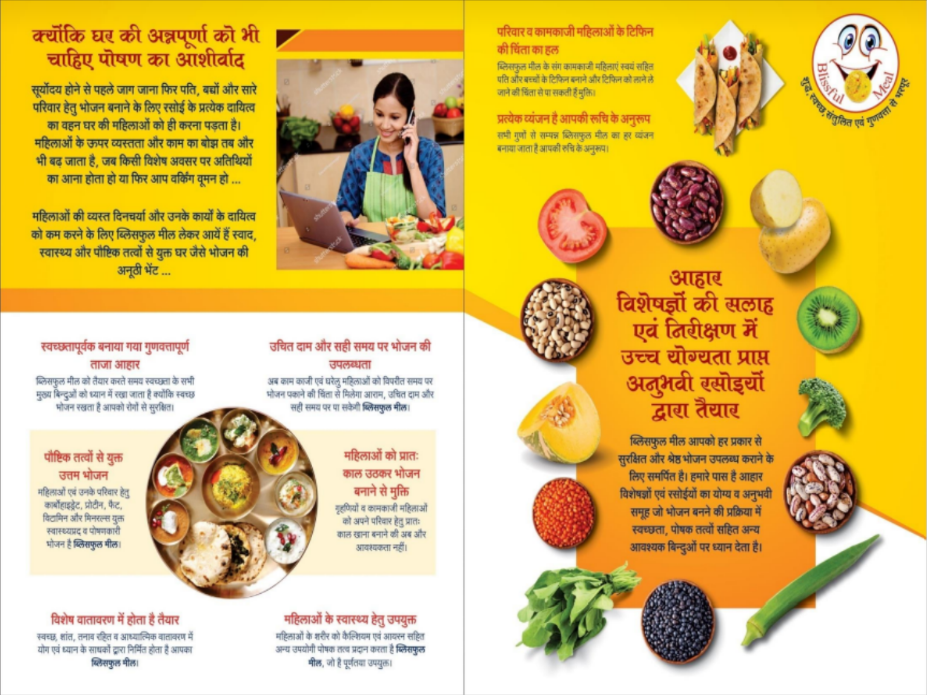 क्योंकि घर की अन्नपूर्णा को भी
चाहिए पोषण का आशीर्वाद
सूर्योदय होने से पहले जाग जाना फिर पति, बच्चों और सारे
परिवार हेतु भोजन बनाने के लिए रसोई के प्रत्येक दायित्व
का वहन घर की महिलाओं को ही करना पड़ता है।
महिलाओं के ऊपर व्यस्तता और काम का बोझ तब और
भी बढ़ जाता है, जब किसी विशेष अवसर पर अतिथियों
का आना होता हो या फिर आप वर्किंग वूमन हो ...
महिलाओं की व्यस्त दिनचर्या और उनके कार्यों के दायित्व
को कम करने के लिए ब्लिसफुल मील लेकर आयें हैं स्वाद,
स्वास्थ्य और पौष्टिक तत्वों से युक्त घर जैसे भोजन की
अनूठी भेंट ...
स्वच्छतापूर्वक बनाया गया गुणवत्तापूर्ण
ताजा आहार
ब्लिसफुल मील को तैयार करते समय स्वच्छता के सभी
मुख्य बिन्दुओं को ध्यान में रखा जाता है क्योंकि स्वच्छ
भोजन रखता है आपको रोगों से सुरक्षित।
उचित दाम और सही समय पर भोजन की
उपलब्धता
अब काम काजी एवं घरेलु महिलाओं को विपरीत समय पर
भोजन पकाने की चिंता से मिलेगा आराम, उचित दाम और
सही समय पर पा सकेगी ब्लिसफुल मील।
पौष्टिक तत्वों से युक्त
उत्तम भोजन
महिलाओं एवं उनके परिवार हेतु
कार्बोहाइड्रेट, प्रोटीन, फैट,
विटामिन और मिनरल्स युक्त
स्वास्थ्यप्रद व पोषणकारी
भोजन है ब्लिसफुल मील।
महिलाओं को प्रातः
काल उठकर भोजन
बनाने से मुक्ति
गृहणियों व कामकाजी महिलाओं
को अपने परिवार हेतु प्रातः
काल खाना बनाने की अब और
आवश्यकता नहीं।
विशेष वातावरण में होता है तैयार
स्वच्छ, शांत, तनाव रहित व आध्यात्मिक वातावरण में
योग एवं ध्यान के साधकों द्वारा निर्मित होता है आपका
ब्लिसफुल मील।
महिलाओं के स्वास्थ्य हेतु उपयुक्त
महिलाओं के शरीर को कैल्शियम एवं आयरन सहित
अन्य उपयोगी पोषक तत्व प्रदान करता है ब्लिसफुल
मील, जो है पूर्णतया उपयुक्त।
परिवार व कामकाजी महिलाओं के टिफिन
की चिंता का हल
ब्लिसफुल मील के संग कामकाजी महिलाएं स्वयं सहित
पति और बच्चों के टिफिन बनाने और टिफिन को लाने ले
जाने की चिंता से पा सकती हैं मुक्ति।
प्रत्येक व्यंजन है आपकी रूचि के अनुरूप
सभी गुणों से सम्पन्न ब्लिसफुल मील का हर व्यंजन
बनाया जाता है आपकी रुचि के अनुरूप।
Blissful Meal
शुद्ध, स्वच्छ, संतुलित एवं गुणवत्ता से भरपूर
आहार
विशेषज्ञों की सलाह
एवं निरीक्षण में
उच्च योग्यता प्राप्त
अनुभवी रसोइयों
द्वारा तैयार
ब्लिसफुल मील आपको हर प्रकार से
सुरक्षित और श्रेष्ठ भोजन उपलब्ध कराने के
लिए समर्पित है। हमारे पास है आहार
विशेषज्ञों एवं रसोईयों का योग्य व अनुभवी
समूह जो भोजन बनने की प्रक्रिया में
स्वच्छता, पोषक तत्वों सहित अन्य
आवश्यक बिन्दुओं पर ध्यान देता है।